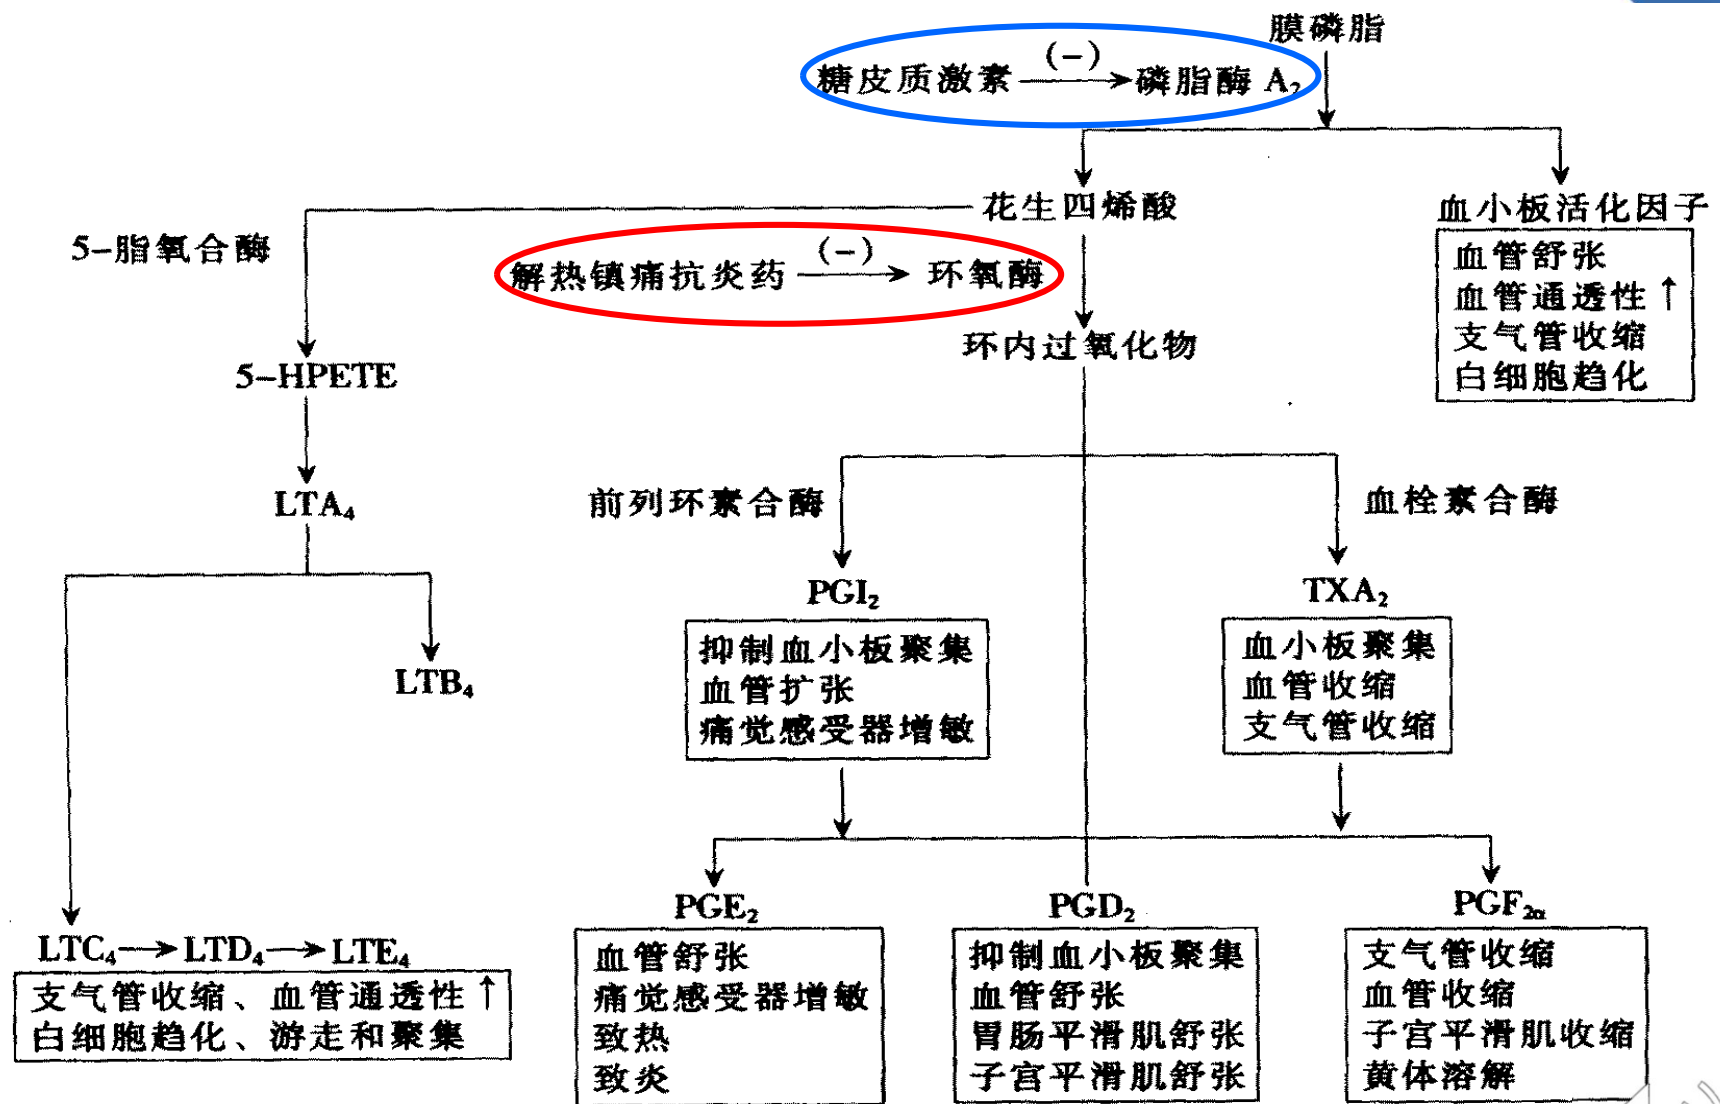 膜磷脂
(-)
糖皮质激素 磷脂酶 A₂
花生四烯酸
血小板活化因子
血管舒张
血管通透性↑
支气管收缩
白细胞趋化
5-脂氧合酶
(-)
解热镇痛抗炎药 环氧酶
环内过氧化物
5-HPETE
LTA₄
前列环素合酶
血栓素合酶
LTB₄
PGI₂
抑制血小板聚集
血管扩张
痛觉感受器增敏
TXA₂
血小板聚集
血管收缩
支气管收缩
LTC₄ LTD₄ LTE₄
支气管收缩、血管通透性↑
白细胞趋化、游走和聚集
PGE₂
血管舒张
痛觉感受器增敏
致热
致炎
PGD₂
抑制血小板聚集
血管舒张
胃肠平滑肌舒张
子宫平滑肌舒张
PGF₂α
支气管收缩
血管收缩
子宫平滑肌收缩
黄体溶解